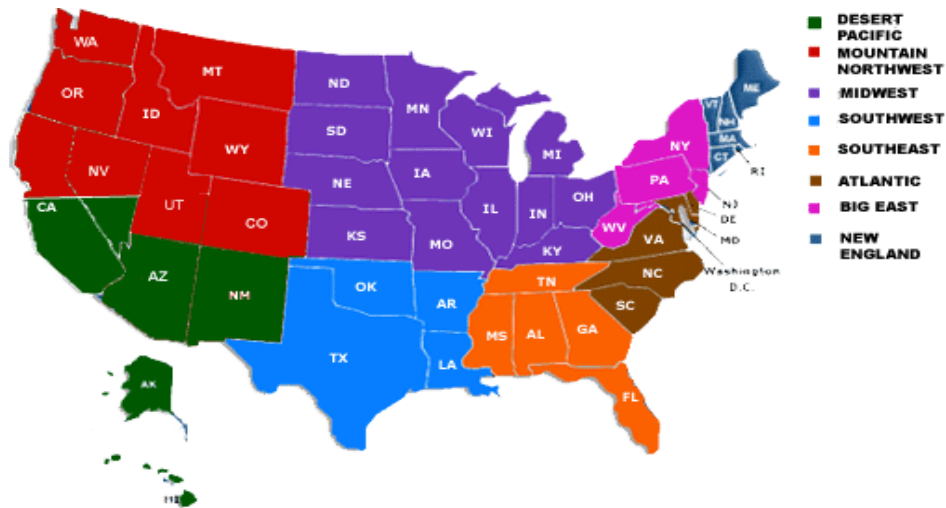 DESERT
PACIFIC
MOUNTAIN
NORTHWEST
MIDWEST
SOUTHWEST
SOUTHEAST
ATLANTIC
BIG EAST
NEW
ENGLAND
WA
MT
ND
MN
OR
ID
SD
WI
MI
WY
ME
VT
NH
MA
NY
CT
RI
NV
NE
IA
PA
UT
CO
IL
IN
OH
NJ
CA
DE
KS
MO
KY
WV
VA
MD
Washington
D.C.
AZ
NM
OK
TN
NC
AR
SC
MS
AL
GA
TX
LA
FL
AK
HI